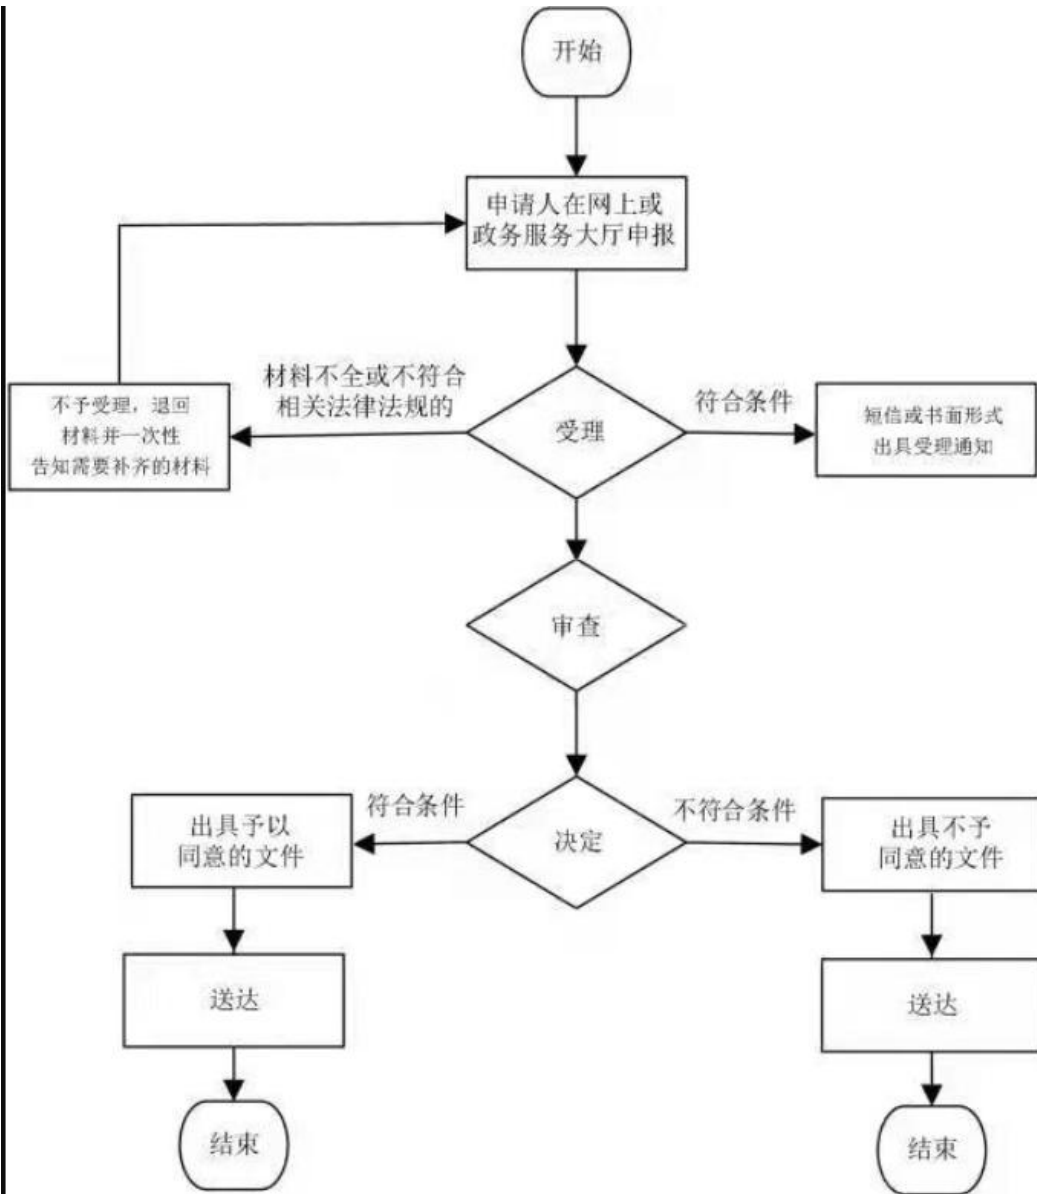 开始
申请人在网上或
政务服务大厅申报
材料不全或不符合
相关法律法规的
符合条件
不予受理，退回
材料并一次性
告知需要补齐的材料
受理
短信或书面形式
出具受理通知
审查
符合条件
不符合条件
出具予以
同意的文件
决定
出具不予
同意的文件
送达
送达
结束
结束